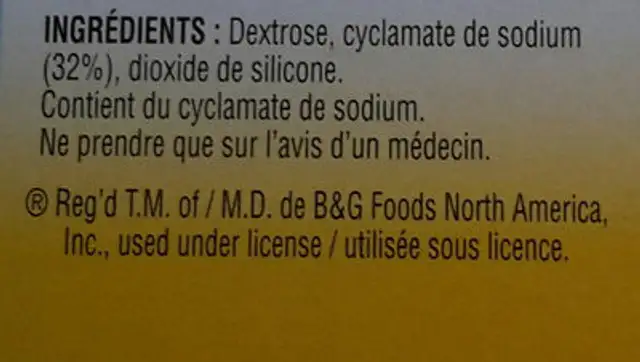 INGRÉDIENTS : Dextrose, cyclamate de sodium
(32%), dioxide de silicone.
Contient du cyclamate de sodium.
Ne prendre que sur l'avis d'un médecin.
® Reg'd T.M. of / M.D. de B&G Foods North America,
Inc., used under license / utilisée sous licence.